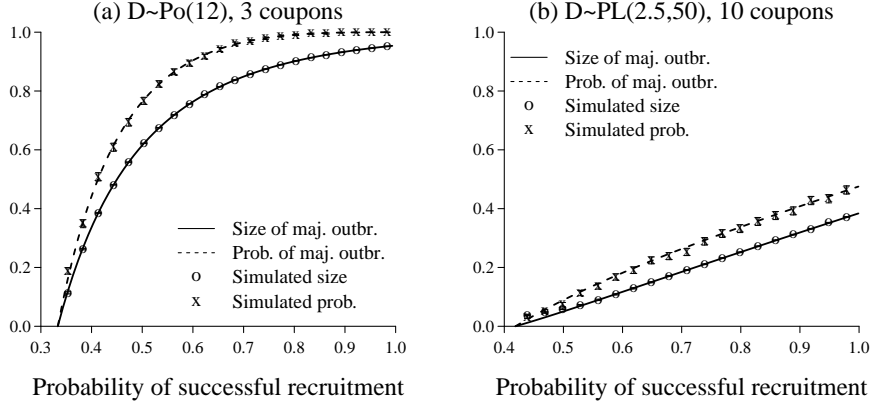 (a) D~Po(12), 3 coupons
1.0
0.8
0.6
0.4
0.2
0.0
Size of maj. outbr.
Prob. of maj. outbr.
o Simulated size
x Simulated prob.
0.3 0.4 0.5 0.6 0.7 0.8 0.9 1.0
Probability of successful recruitment
(b) D~PL(2.5,50), 10 coupons
1.0
0.8
0.6
0.4
0.2
0.0
Size of maj. outbr.
Prob. of maj. outbr.
o Simulated size
x Simulated prob.
0.4 0.5 0.6 0.7 0.8 0.9 1.0
Probability of successful recruitment